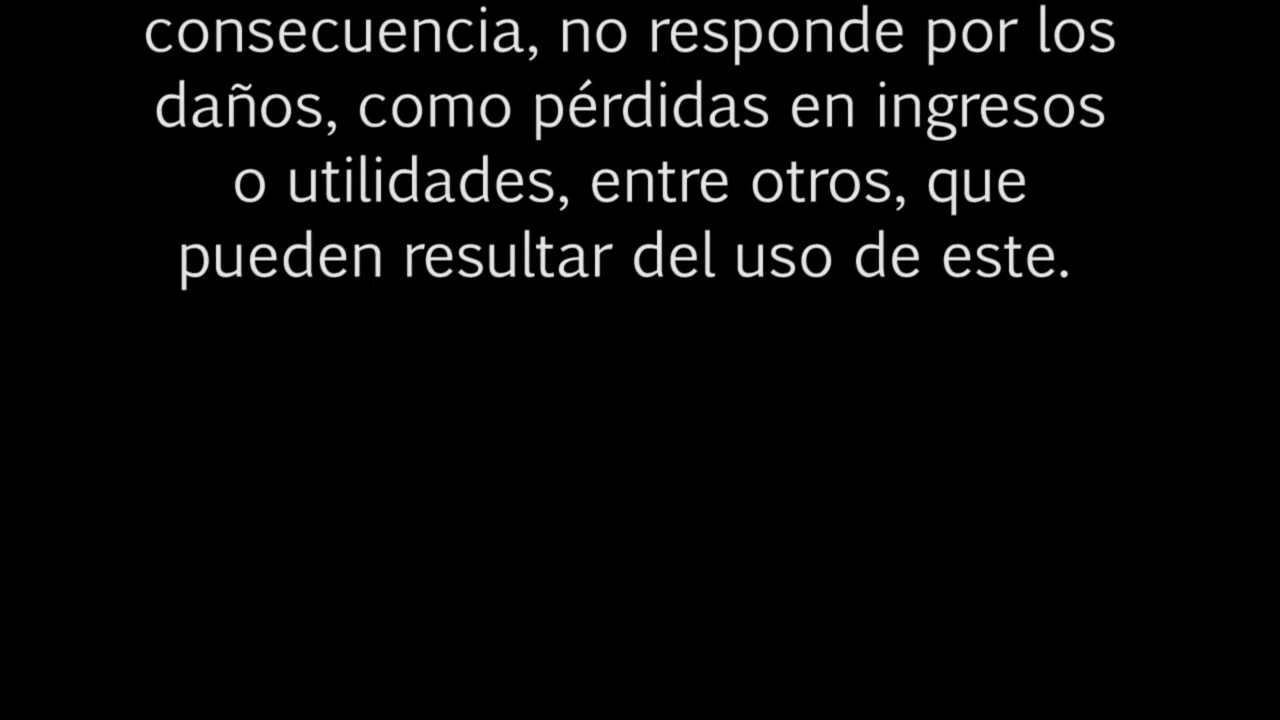 consecuencia, no responde por los
daños, como pérdidas en ingresos
o utilidades, entre otros, que
pueden resultar del uso de este.